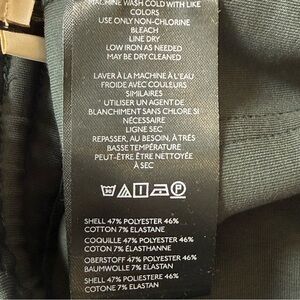 MACHINE WASH COLD WITH LIKE
COLORS
USE ONLY NON-CHLORINE
BLEACH
LINE DRY
LOW IRON AS NEEDED
MAY BE DRY CLEANED
LAVER À LA MACHINE À L'EAU
FROIDE AVEC COULEURS
SIMILAIRES
UTILISER UN AGENT DE
BLANCHIMENT SANS CHLORE SI
NÉCESSAIRE
LIGNE SEC
REPASSER, AU BESOIN, À TRÈS
BASSE TEMPÉRATURE
PEUT-ÊTRE ÊTRE NETTOYÉE
À SEC
30
P
SHELL 47% POLYESTER 46%
COTTON 7% ELASTANE
COQUILLE 47% POLYESTER 46%
COTON 7% ÉLASTHANNE
OBERSTOFF 47% POLYESTER 46%
BAUMWOLLE 7% ELASTAN
SHELL 47% POLIESTERE 46%
COTONE 7% ELASTAN